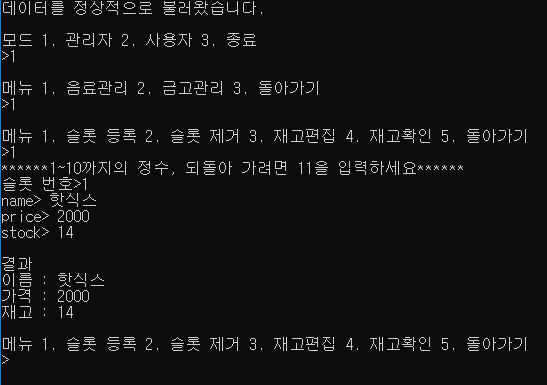 데이터를 정상적으로 불러왔습니다.
모드 1. 관리자 2. 사용자 3. 종료
>1
메뉴 1. 음료관리 2. 금고관리 3. 돌아가기
>1
메뉴 1. 슬롯 등록 2. 슬롯 제거 3. 재고편집 4. 재고확인 5. 돌아가기
>1
******1~10까지의 정수, 되돌아 가려면 11을 입력하세요******
슬롯 번호>1
name> 핫식스
price> 2000
stock> 14
결과
이름 : 핫식스
가격 : 2000
재고 : 14
메뉴 1. 슬롯 등록 2. 슬롯 제거 3. 재고편집 4. 재고확인 5. 돌아가기
>